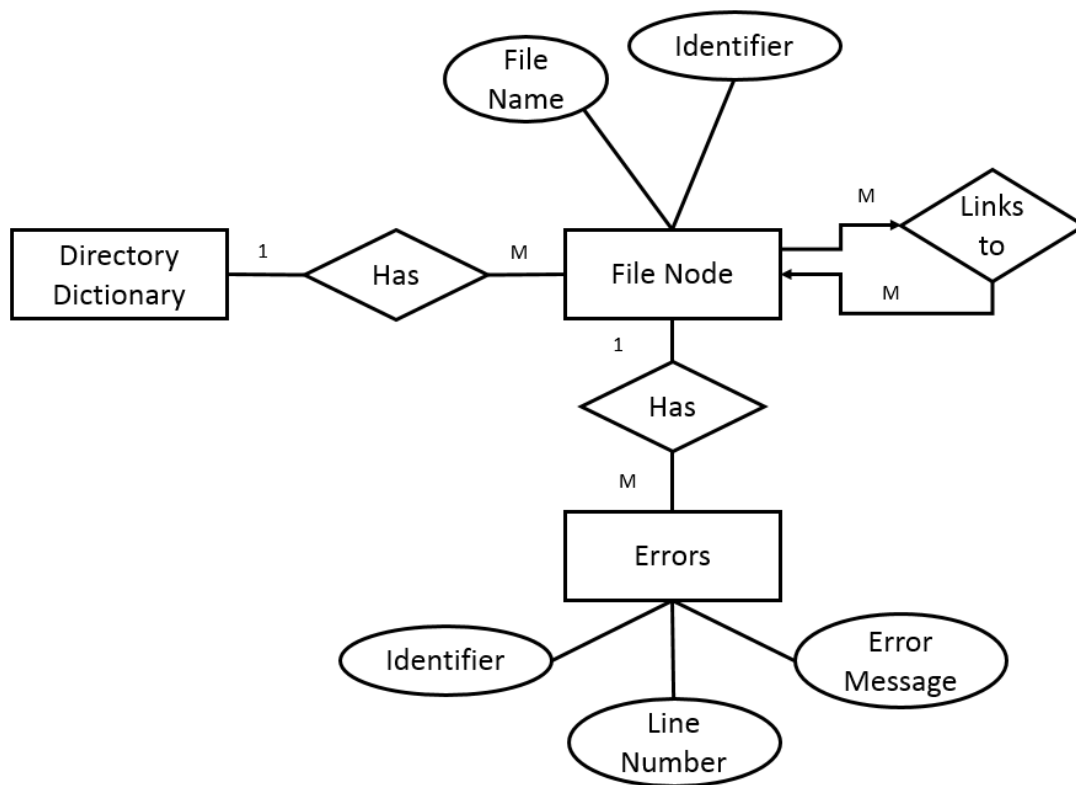 File
Name
Identifier
Directory
Dictionary
1
Has
M
File Node
M
Links
to
M
1
Has
M
Errors
Identifier
Line
Number
Error
Message